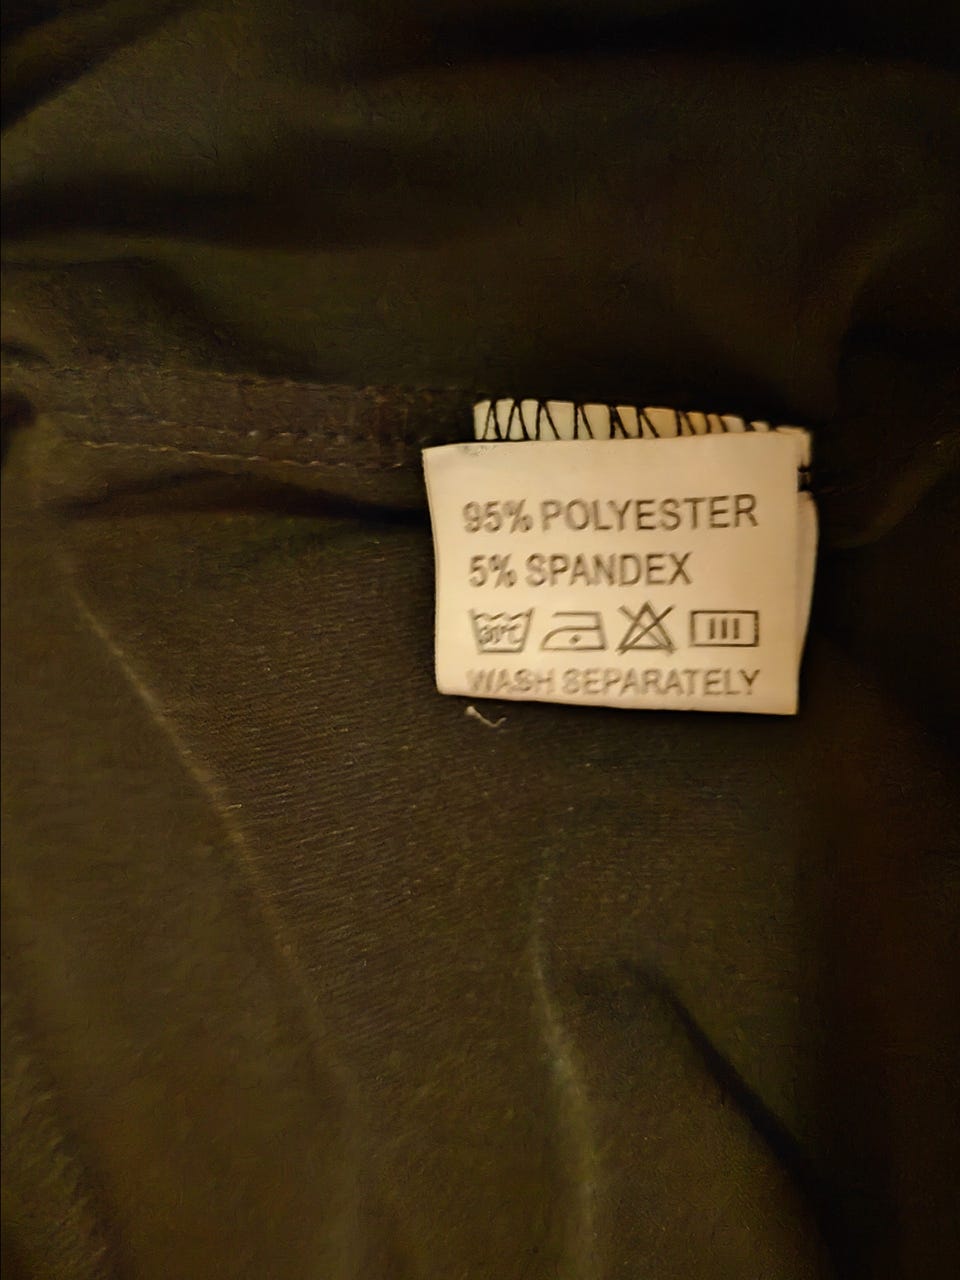 95% POLYESTER
5% SPANDEX
30°C
WASH SEPARATELY